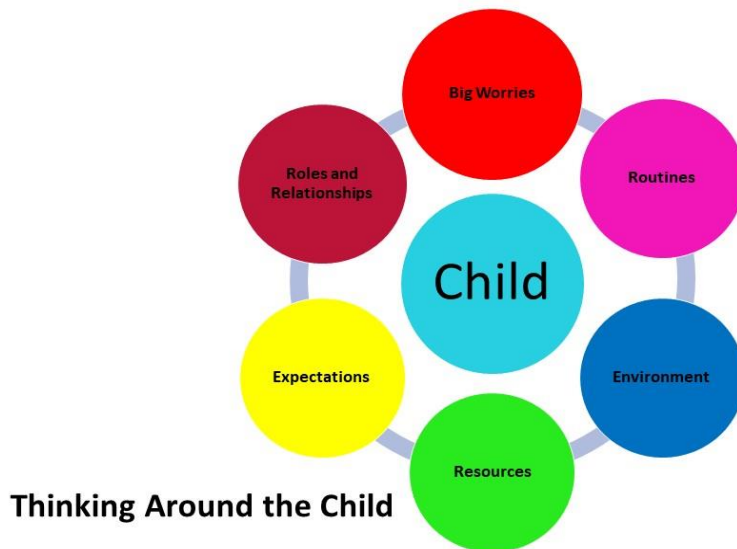 Big Worries
Roles and
Relationships
Routines
Child
Expectations
Environment
Resources
Thinking Around the Child